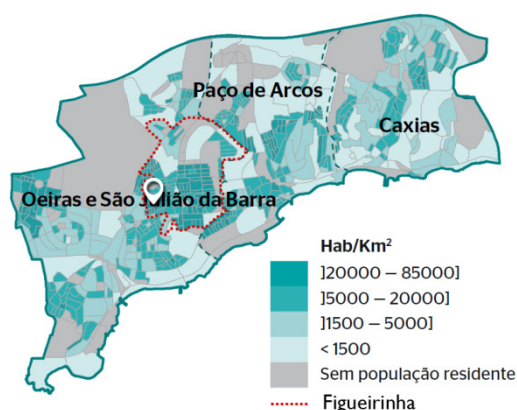 Paço de Arcos
Caxias
Oeiras e São Julião da Barra
Hab/Km²
]20000 – 85000]
]5000 – 20000]
]1500 – 5000]
< 1500
Sem população residente
Figueirinha